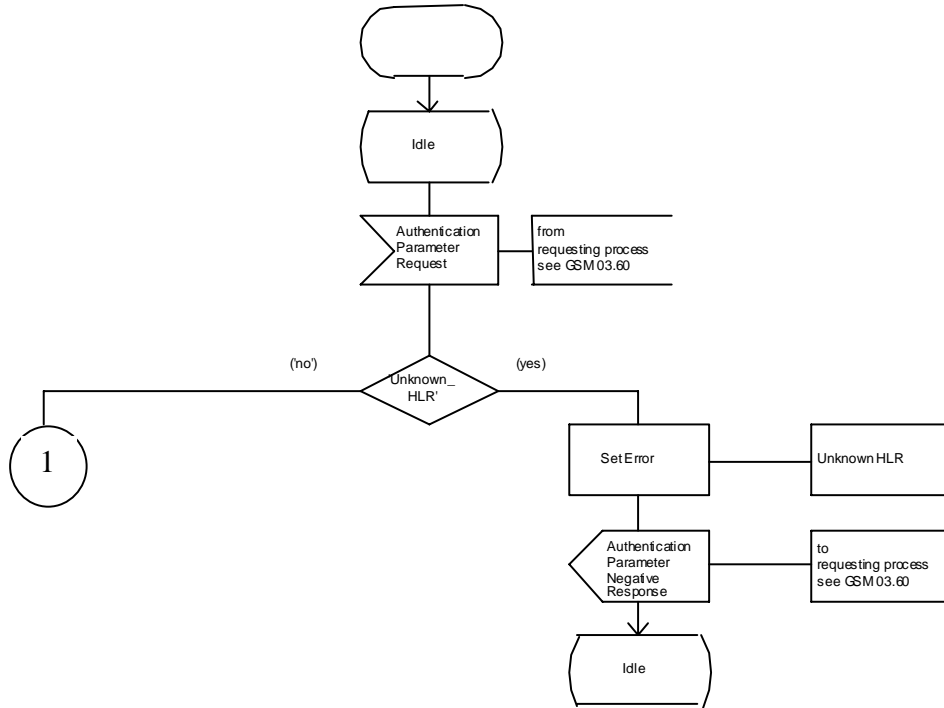 Idle
Authentication
Parameter
Request
from
requesting process
see GSM 03.60
('no')
'Unknown_
HLR'
(yes)
1
Set Error
Unknown HLR
Authentication
Parameter
Negative
Response
to
requesting process
see GSM 03.60
Idle